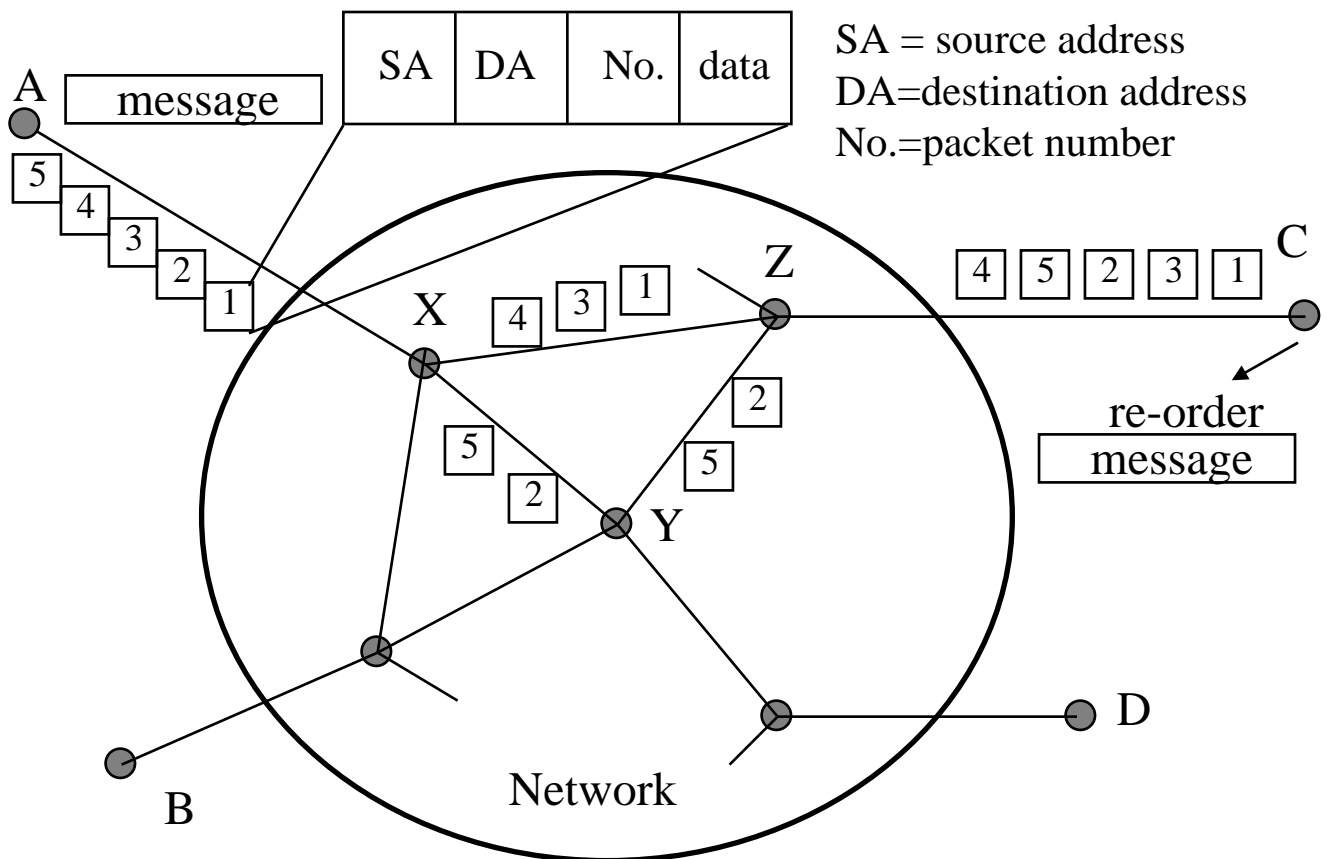 SA DA No. data
SA = source address
DA=destination address
No.=packet number
A
message
5
4
3
2
1
X
4 3 1
Z
4 5 2 3 1
C
re-order
message
5
2
2
5
Y
D
B
Network